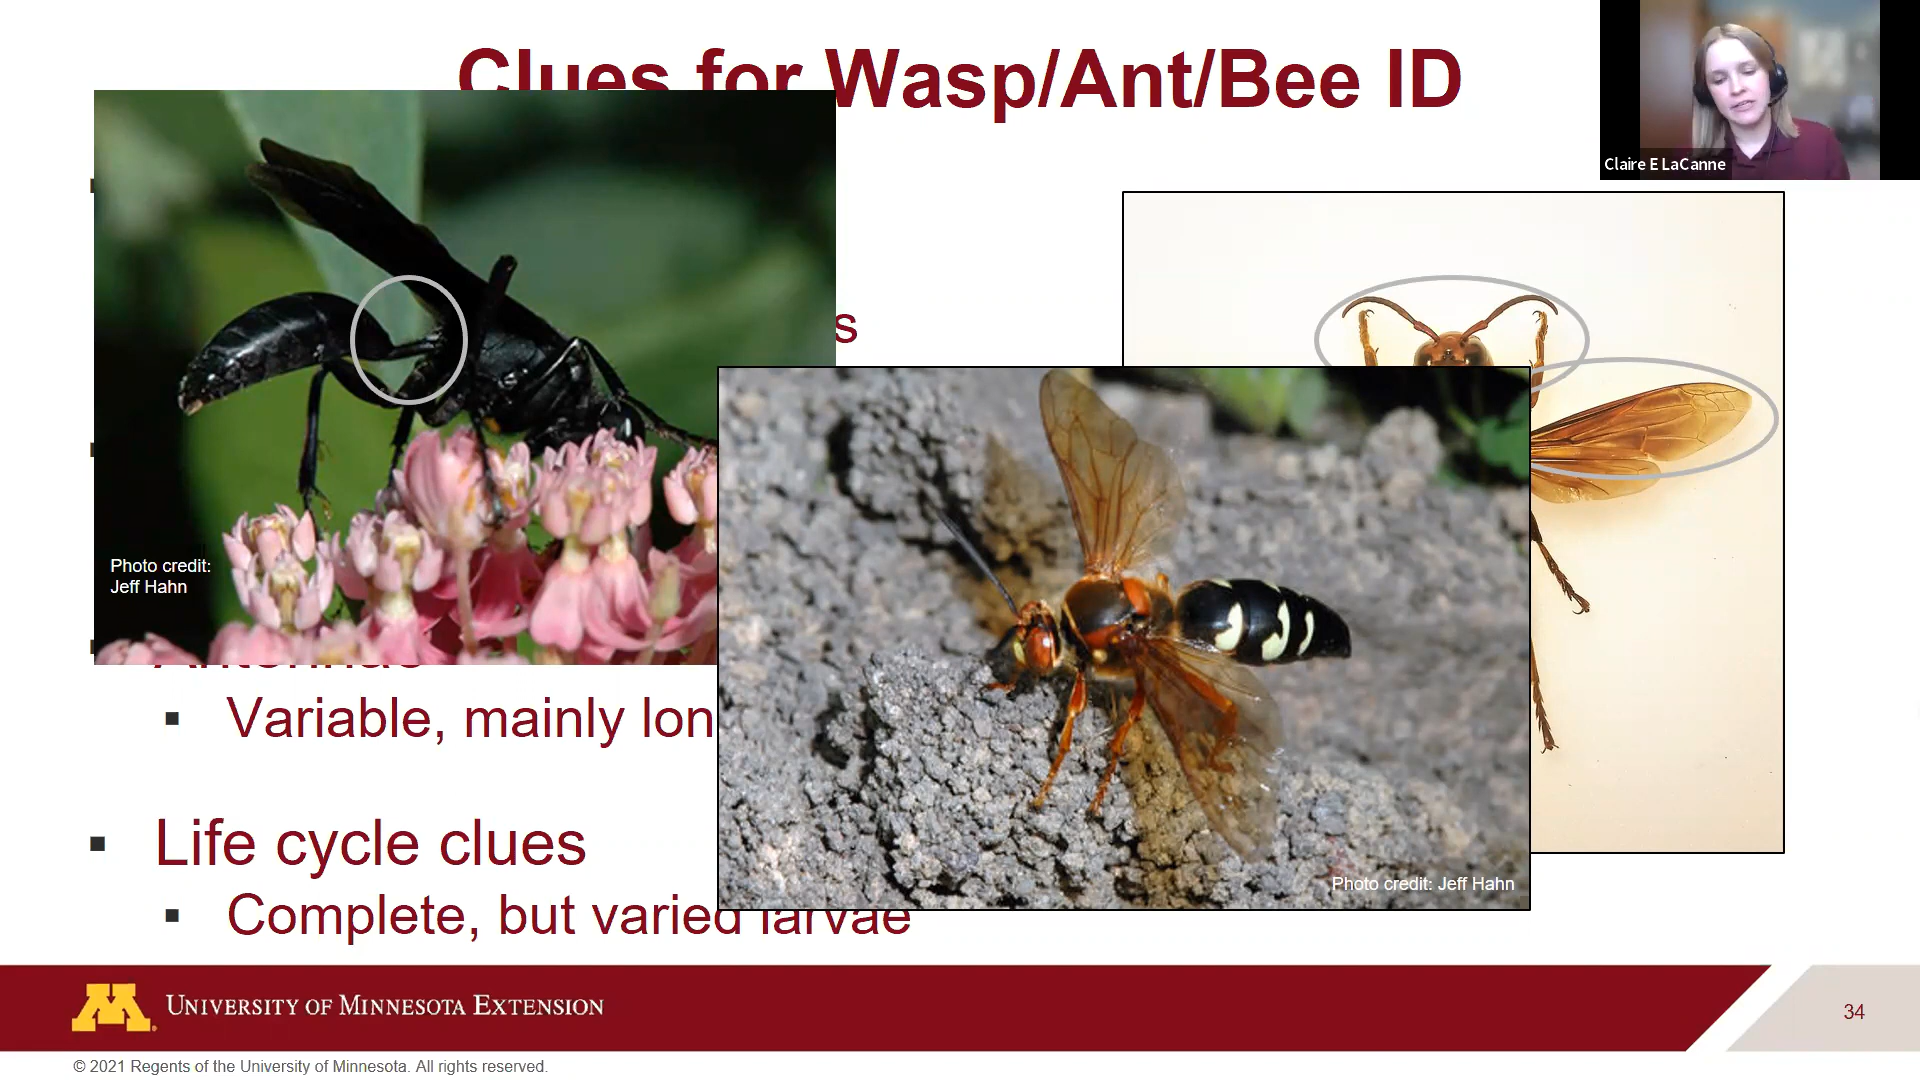 Clues for Wasp/Ant/Bee ID
Claire E LaCanne
s
Photo credit:
Jeff Hahn
Antennae
▪ Variable, mainly lon
▪ Life cycle clues
▪ Complete, but varied larvae
Photo credit: Jeff Hahn
M
UNIVERSITY OF MINNESOTA EXTENSION
34
© 2021 Regents of the University of Minnesota. All rights reserved.